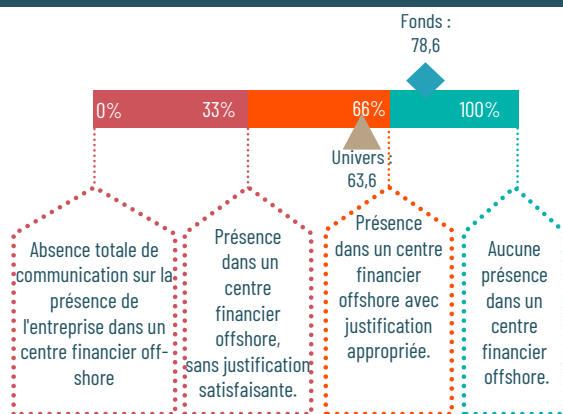 Fonds :
78,6
0%
33%
66%
100%
Univers :
63,6
Absence totale de
communication sur la
présence de
l'entreprise dans un
centre financier off-
shore
Présence
dans un
centre
financier
offshore,
sans justification
satisfaisante.
Présence
dans un centre
financier
offshore avec
justification
appropriée.
Aucune
présence
dans un
centre
financier
offshore.